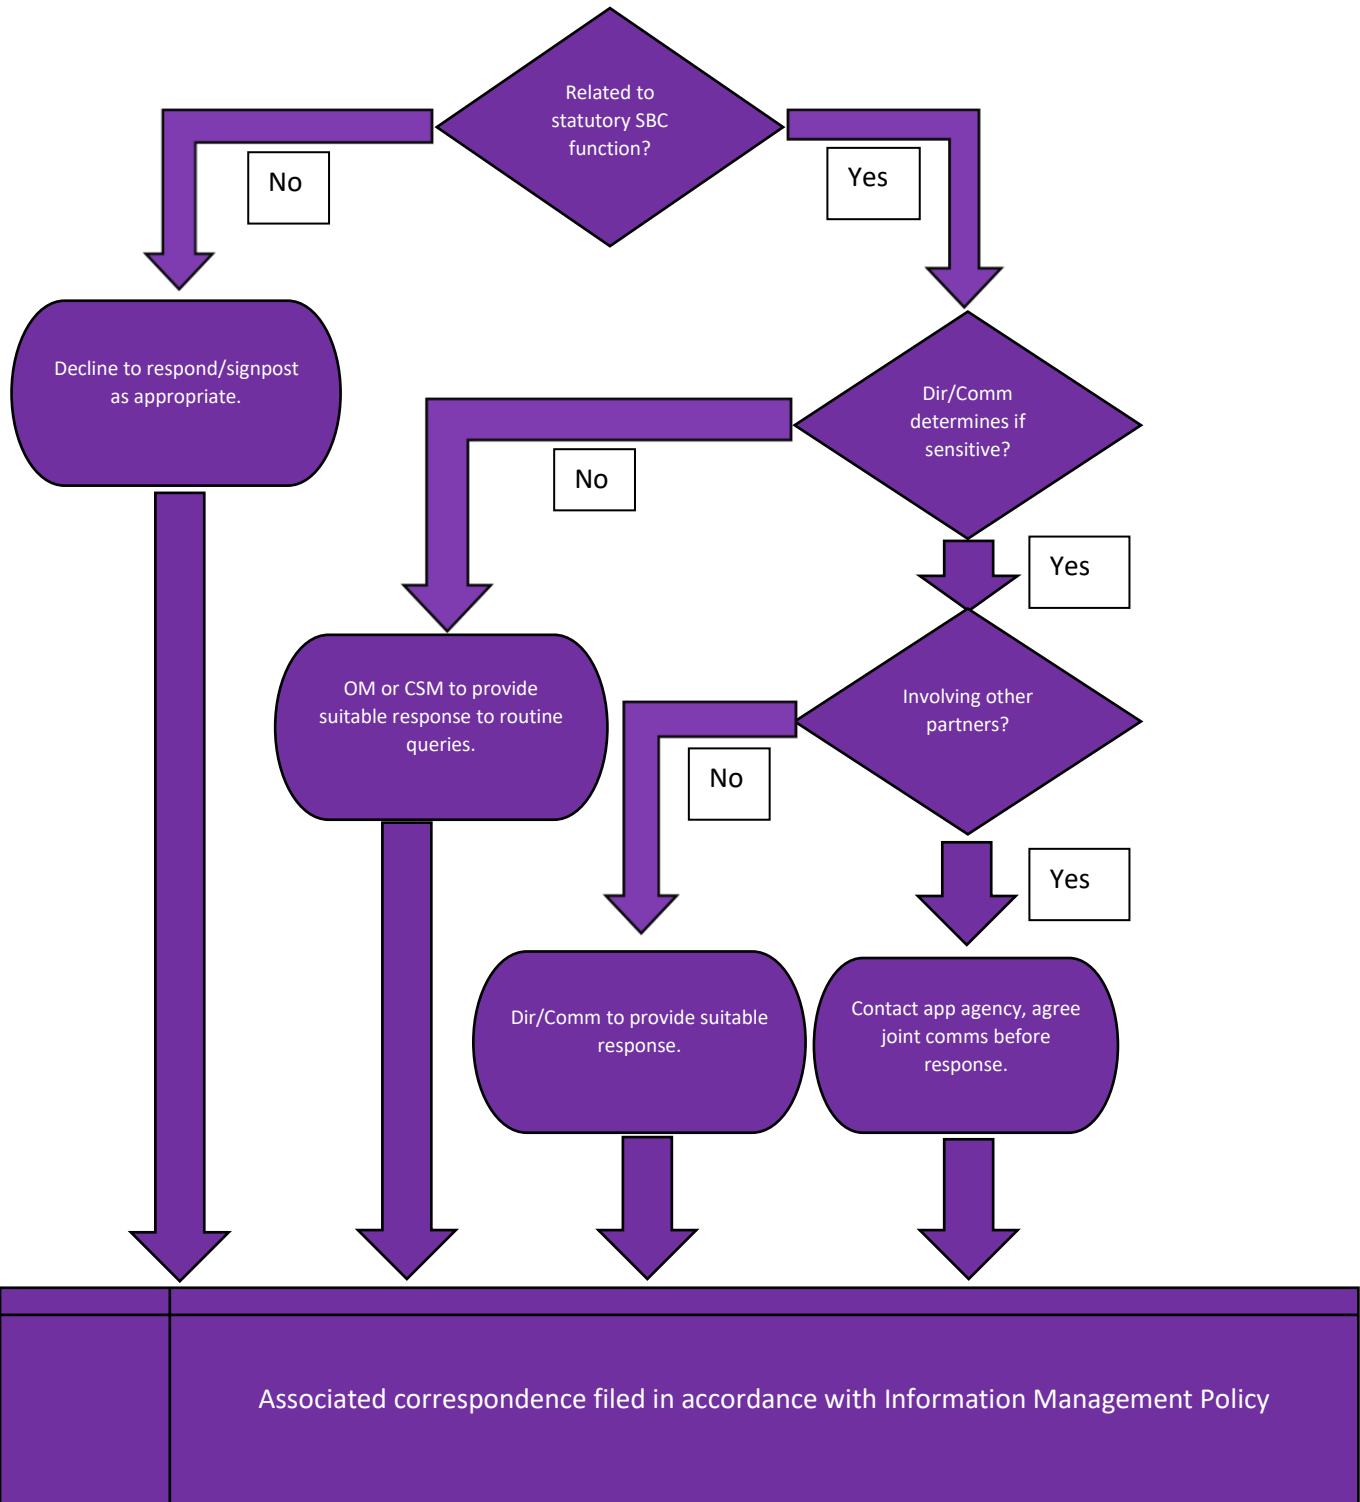 Related to
statutory SBC
function?
No
Yes
Decline to respond/signpost
as appropriate.
Dir/Comm
determines if
sensitive?
No
Yes
OM or CSM to provide
suitable response to routine
queries.
Involving other
partners?
No
Yes
Dir/Comm to provide suitable
response.
Contact app agency, agree
joint comms before
response.
Associated correspondence filed in accordance with Information Management Policy